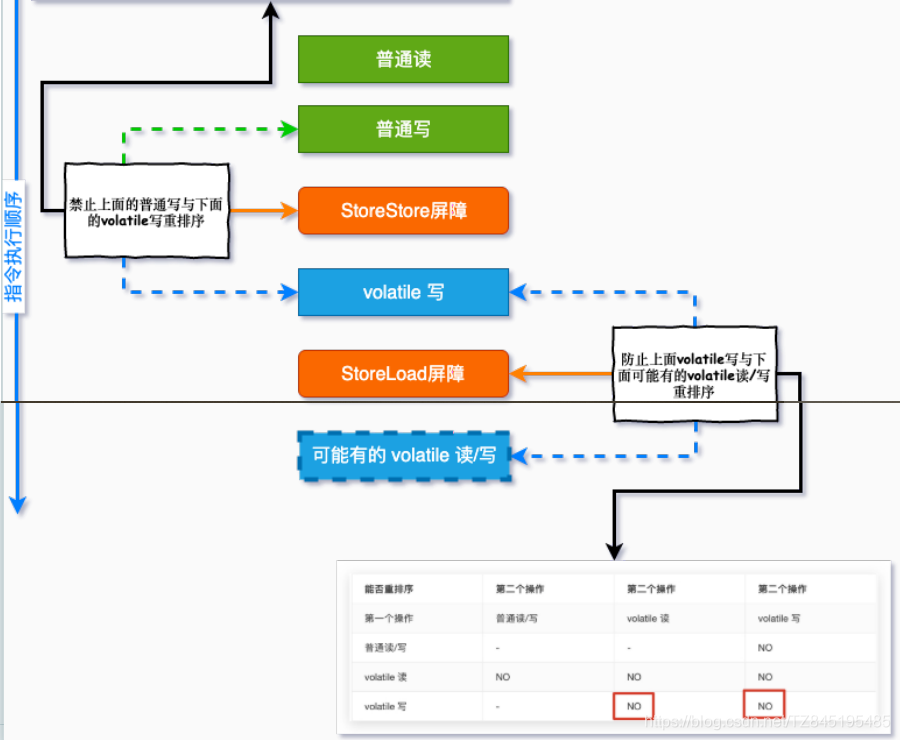 普通读
普通写
禁止上面的普通写与下面
的volatile写重排序
StoreStore屏障
指令执行顺序
volatile 写
防止上面volatile写与下
面可能有的volatile读/写
重排序
StoreLoad屏障
可能有的 volatile 读/写
能否重排序 第二个操作 第二个操作 第二个操作
第一个操作 普通读/写 volatile 读 volatile 写
普通读/写 - - NO
volatile 读 NO NO NO
volatile 写 - NO NO
https://blog.csdn.net/TZ845195485